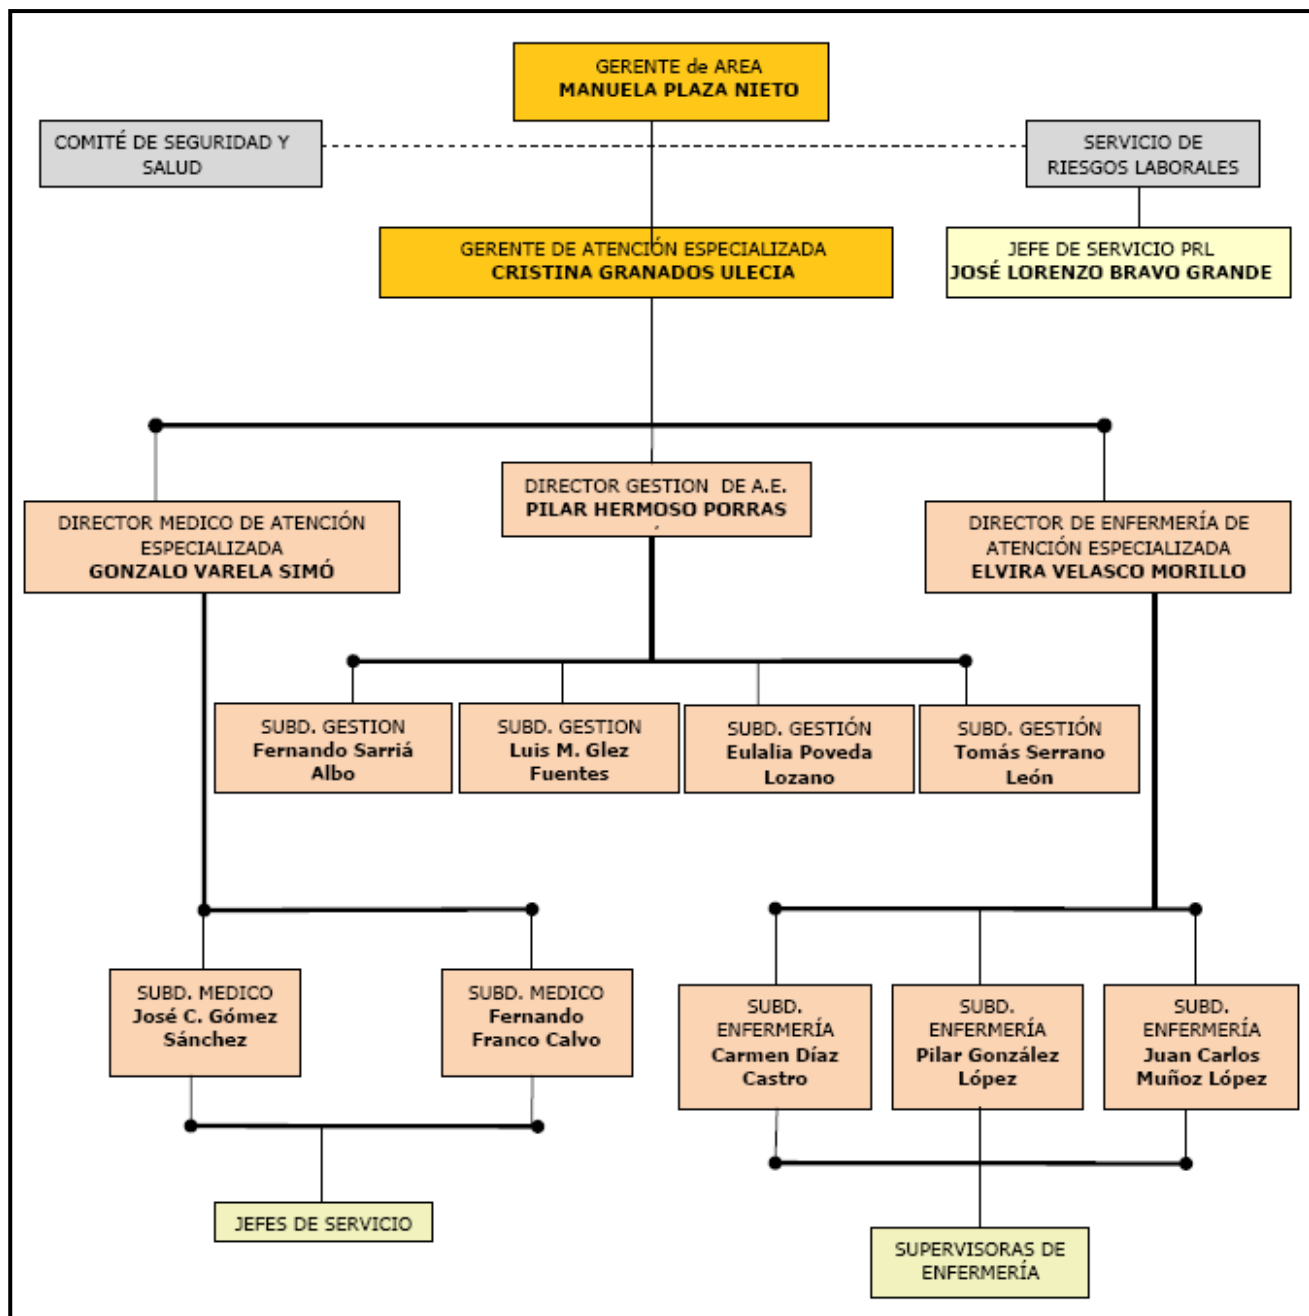 GERENTE de AREA
MANUELA PLAZA NIETO
COMITÉ DE SEGURIDAD Y
SALUD
SERVICIO DE
RIESGOS LABORALES
GERENTE DE ATENCIÓN ESPECIALIZADA
CRISTINA GRANADOS ULECIA
JEFE DE SERVICIO PRL
JOSÉ LORENZO BRAVO GRANDE
DIRECTOR MEDICO DE ATENCIÓN
ESPECIALIZADA
GONZALO VARELA SIMÓ
DIRECTOR GESTION DE A.E.
PILAR HERMOSO PORRAS
DIRECTOR DE ENFERMERÍA DE
ATENCIÓN ESPECIALIZADA
ELVIRA VELASCO MORILLO
SUBD. GESTION
Fernando Sarriá
Albo
SUBD. GESTION
Luis M. Glez
Fuentes
SUBD. GESTIÓN
Eulalia Poveda
Lozano
SUBD. GESTIÓN
Tomás Serrano
León
SUBD. MEDICO
José C. Gómez
Sánchez
SUBD. MEDICO
Fernando
Franco Calvo
SUBD.
ENFERMERÍA
Carmen Díaz
Castro
SUBD.
ENFERMERÍA
Pilar González
López
SUBD.
ENFERMERÍA
Juan Carlos
Muñoz López
JEFES DE SERVICIO
SUPERVISORAS DE
ENFERMERÍA